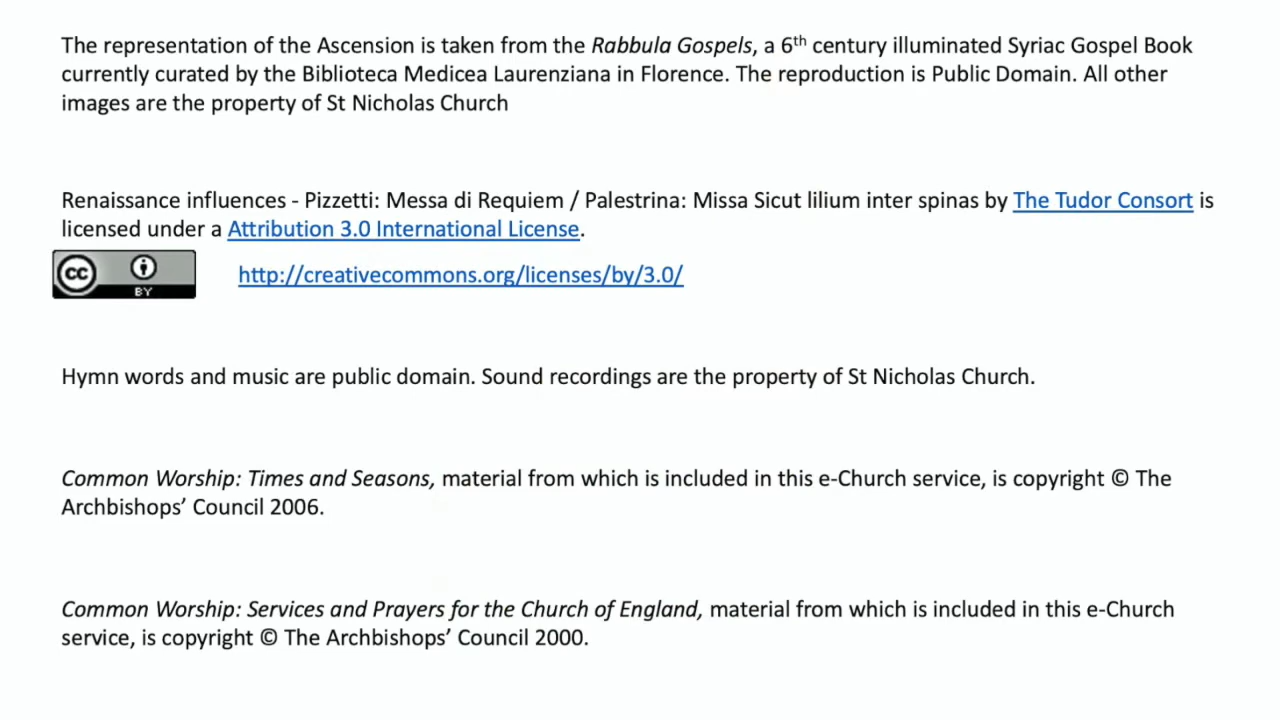 The representation of the Ascension is taken from the Rabbula Gospels, a 6th century illuminated Syriac Gospel Book
currently curated by the Biblioteca Medicea Laurenziana in Florence. The reproduction is Public Domain. All other
images are the property of St Nicholas Church
Renaissance influences - Pizzetti: Messa di Requiem / Palestrina: Missa Sicut lilium inter spinas by The Tudor Consort is
licensed under a Attribution 3.0 International License.
cc BY
http://creativecommons.org/licenses/by/3.0/
Hymn words and music are public domain. Sound recordings are the property of St Nicholas Church.
Common Worship: Times and Seasons, material from which is included in this e-Church service, is copyright © The
Archbishops’ Council 2006.
Common Worship: Services and Prayers for the Church of England, material from which is included in this e-Church
service, is copyright © The Archbishops’ Council 2000.